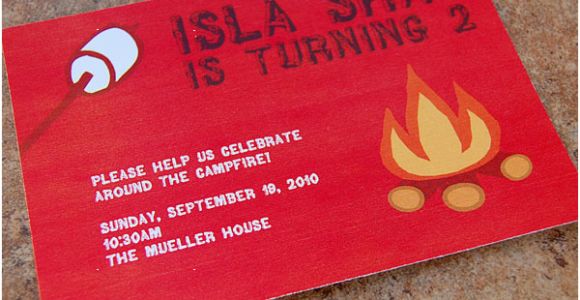 ISLA SHA
IS TURNING 2
PLEASE HELP US CELEBRATE
AROUND THE CAMPFIRE!
SUNDAY, SEPTEMBER 19, 2010
10:30AM
THE MUELLER HOUSE